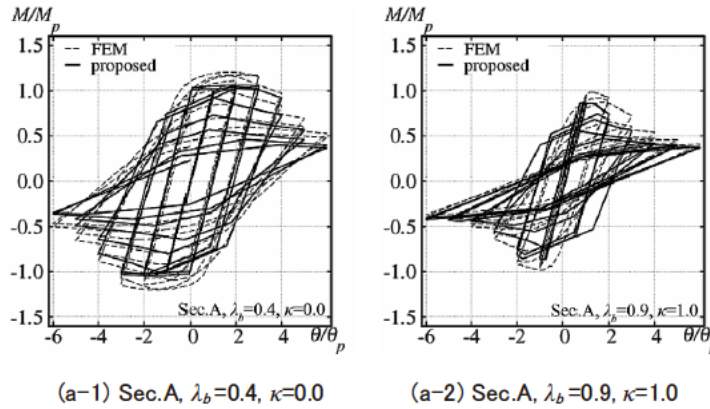 M/Mp
1.5
FEM
proposed
1.0
0.5
0.0
-0.5
-1.0
Sec.A, λb=0.4, κ=0.0
-1.5
-6 -4 -2 0 2 4 θ/θp
M/Mp
1.5
FEM
proposed
1.0
0.5
0.0
-0.5
-1.0
Sec.A, λb=0.9, κ=1.0
-1.5
-6 -4 -2 0 2 4 θ/θp
(a-1) Sec.A, λb=0.4, κ=0.0
(a-2) Sec.A, λb=0.9, κ=1.0